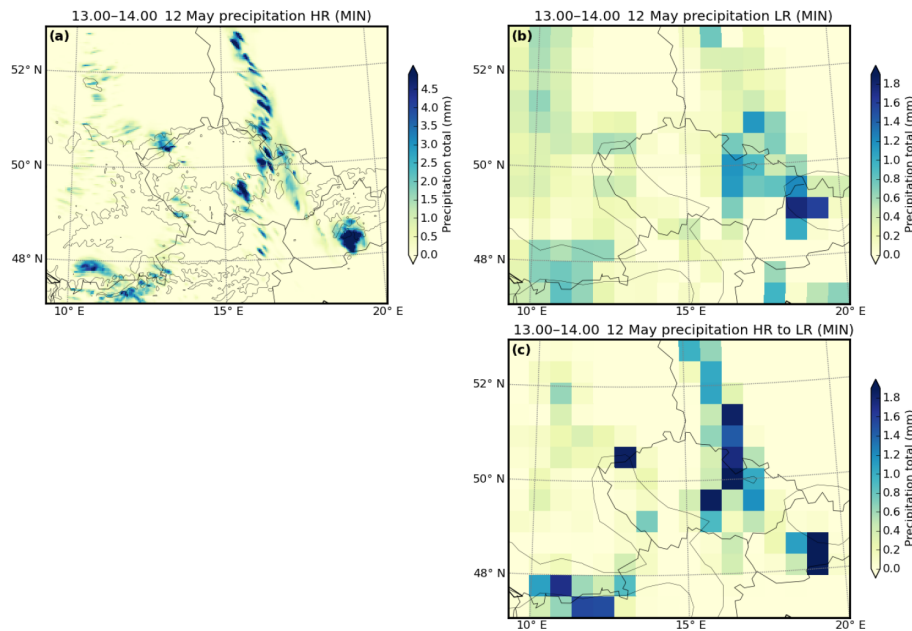 13.00–14.00 12 May precipitation HR (MIN)
(a)
52° N
50° N
48° N
10° E
15° E
20° E
4.5
4.0
3.5
3.0
2.5
2.0
1.5
1.0
0.5
0.0
Precipitation total (mm)
13.00–14.00 12 May precipitation LR (MIN)
(b)
52° N
50° N
48° N
10° E
15° E
20° E
1.8
1.6
1.4
1.2
1.0
0.8
0.6
0.4
0.2
0.0
Precipitation total (mm)
13.00–14.00 12 May precipitation HR to LR (MIN)
(c)
52° N
50° N
48° N
10° E
15° E
20° E
1.8
1.6
1.4
1.2
1.0
0.8
0.6
0.4
0.2
0.0
Precipitation total (mm)